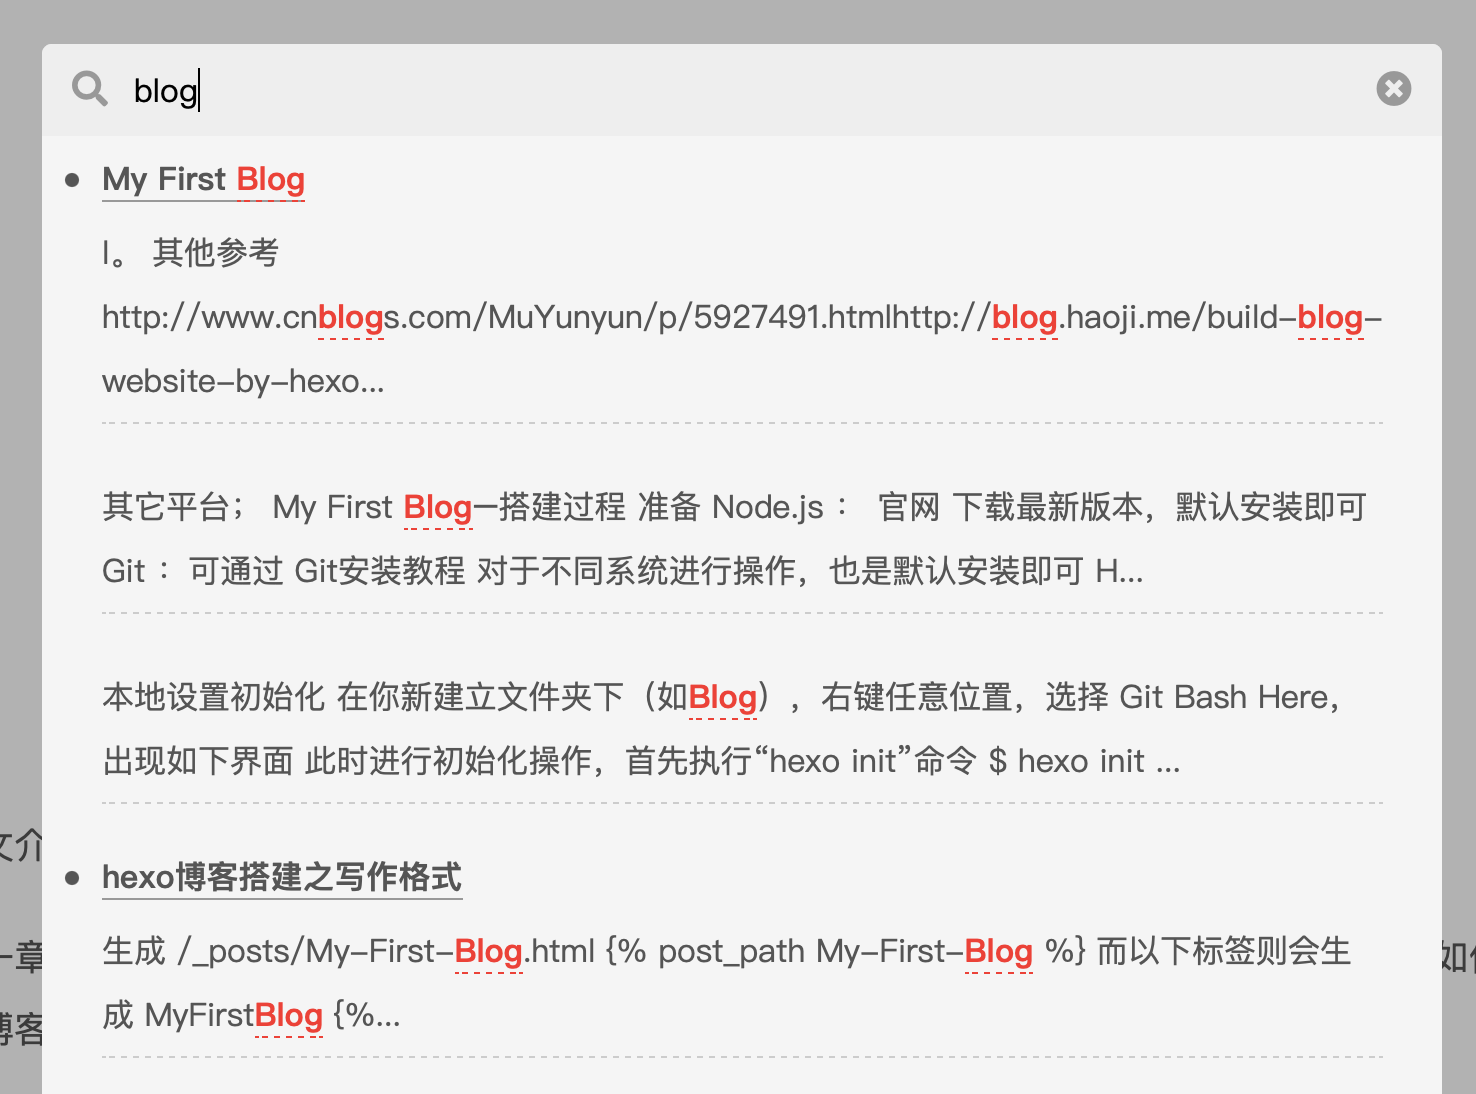 blog
My First Blog
l。 其他参考
http://www.cnblogs.com/MuYunyun/p/5927491.htmlhttp://blog.haoji.me/build-blog-
website-by-hexo...
其它平台； My First Blog—搭建过程 准备 Node.js： 官网 下载最新版本，默认安装即可
Git：可通过 Git安装教程 对于不同系统进行操作，也是默认安装即可 H...
本地设置初始化 在你新建立文件夹下（如Blog），右键任意位置，选择 Git Bash Here，
出现如下界面 此时进行初始化操作，首先执行“hexo init”命令 $ hexo init ...
文介
hexo博客搭建之写作格式
一章
生成 /_posts/My-First-Blog.html {% post_path My-First-Blog %} 而以下标签则会生
如何
成 MyFirstBlog {%...
博客